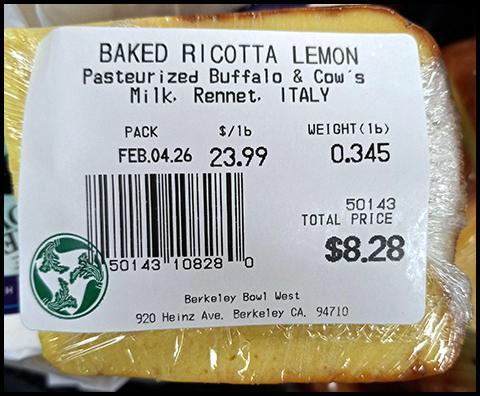 BAKED RICOTTA LEMON
Pasteurized Buffalo & Cow's
Milk, Rennet, ITALY
PACK $/lb WEIGHT(lb)
FEB.04.26 23.99 0.345
50143
TOTAL PRICE
$8.28
50143 10828 0
Berkeley Bowl West
920 Heinz Ave. Berkeley CA. 94710